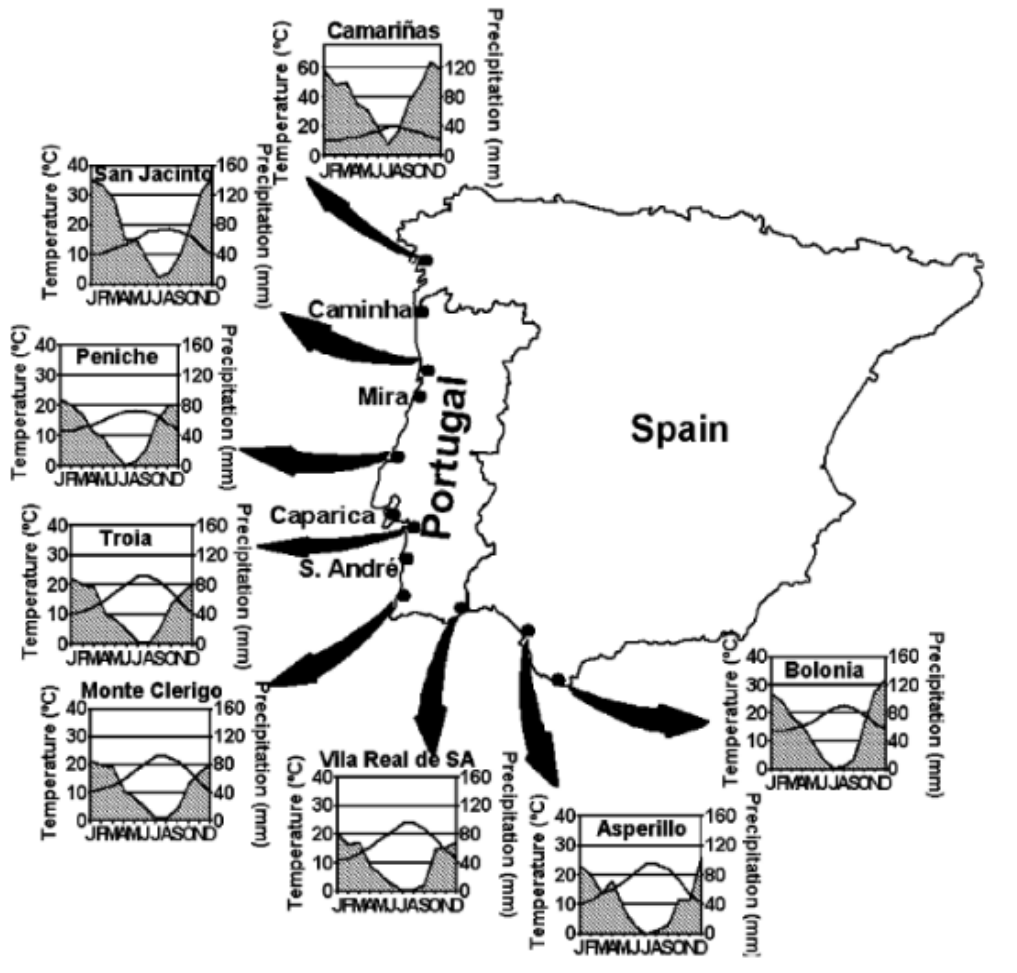 Camariñas
Temperature (ºC)
Precipitation (mm)
60
40
20
0
120
80
40
0
JFMAMJJASOND
San Jacinto
Temperature (ºC)
Precipitation (mm)
40
30
20
10
0
160
120
80
40
0
JFMAMJJASOND
Caminha
Peniche
Temperature (ºC)
Precipitation (mm)
40
30
20
10
0
160
120
80
40
0
JFMAMJJASOND
Mira
Portugal
Spain
Caparica
S. André
Troia
Temperature (ºC)
Precipitation (mm)
40
30
20
10
0
160
120
80
40
0
JFMAMJJASOND
Monte Clerigo
Temperature (ºC)
Precipitation (mm)
40
30
20
10
0
160
120
80
40
0
JFMAMJJASOND
Vila Real de SA
Temperature (ºC)
Precipitation (mm)
40
30
20
10
0
160
120
80
40
0
JFMAMJJASOND
Asperillo
Temperature (ºC)
Precipitation (mm)
40
30
20
10
0
160
120
80
40
0
JFMAMJJASOND
Bolonia
Temperature (ºC)
Precipitation (mm)
40
30
20
10
0
160
120
80
40
0
JFMAMJJASOND